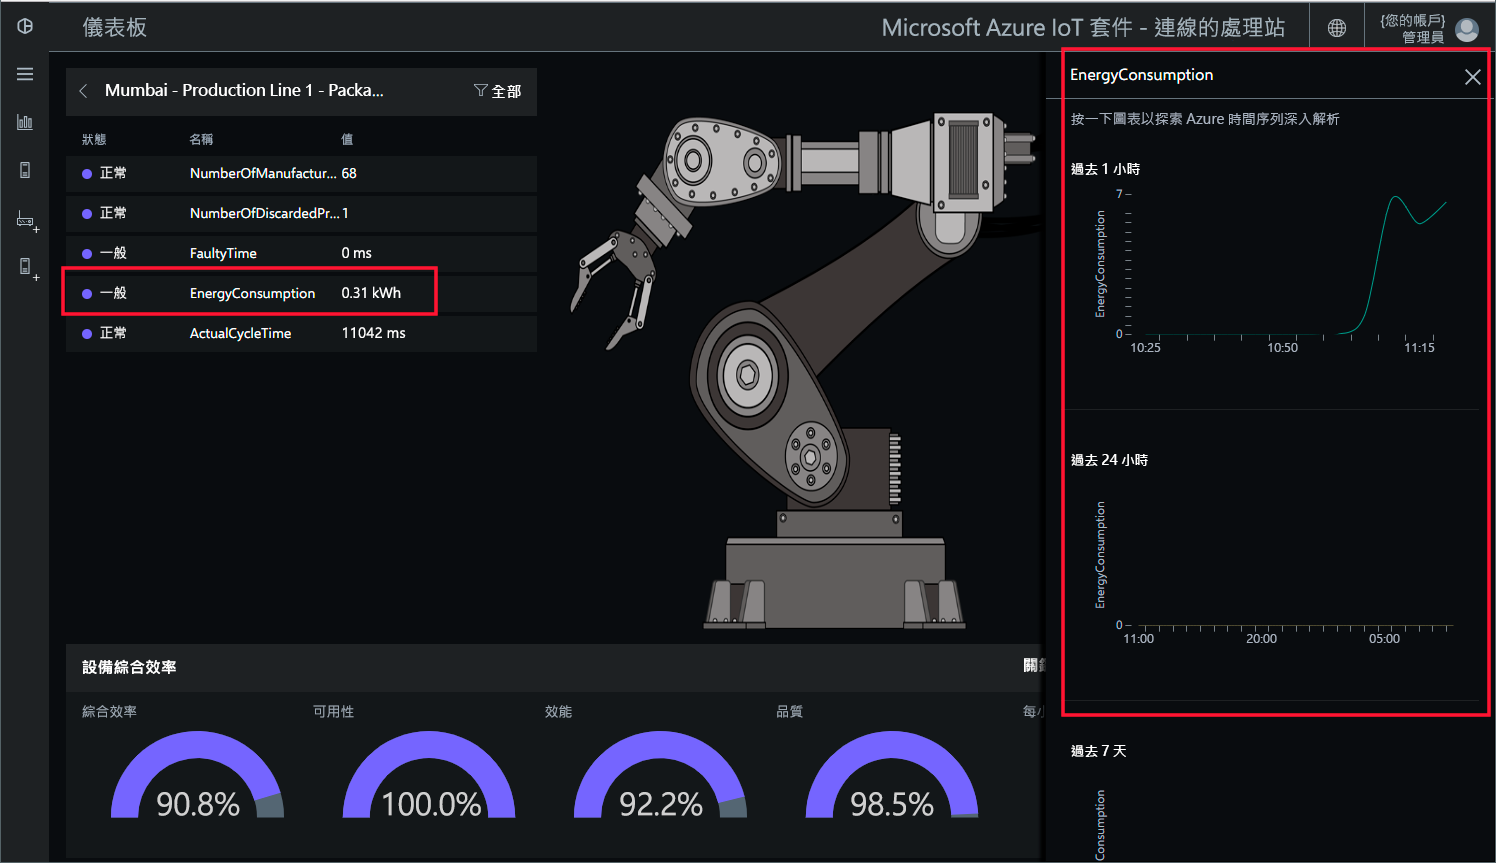 儀表板
Microsoft Azure IoT 套件 - 連線的處理站
{您的帳戶}
管理員
Mumbai - Production Line 1 - Packa...
全部
狀態 名稱 值
正常 NumberOfManufactur... 68
正常 NumberOfDiscardedPr... 1
一般 FaultyTime 0 ms
一般 EnergyConsumption 0.31 kWh
正常 ActualCycleTime 11042 ms
設備綜合效率
綜合效率 可用性 效能 品質 每小
90.8% 100.0% 92.2% 98.5%
EnergyConsumption
按一下圖表以探索 Azure 時間序列深入解析
過去 1 小時
7
EnergyConsumption
0
10:25 10:50 11:15
過去 24 小時
EnergyConsumption
0
11:00 20:00 05:00
過去 7 天
Consumption